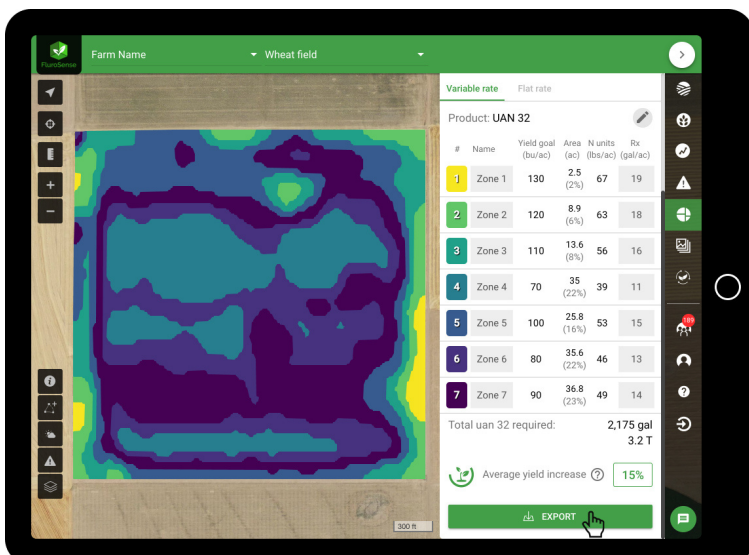 FluroSense
Farm Name
Wheat field
Variable rate
Flat rate
Product: UAN 32
# Name Yield goal (bu/ac) Area (ac) N units (lbs/ac) Rx (gal/ac)
1 Zone 1 130 2.5 (2%) 67 19
2 Zone 2 120 8.9 (6%) 63 18
3 Zone 3 110 13.6 (8%) 56 16
4 Zone 4 70 35 (22%) 39 11
5 Zone 5 100 25.8 (16%) 53 15
6 Zone 6 80 35.6 (22%) 46 13
7 Zone 7 90 36.8 (23%) 49 14
Total uan 32 required: 2,175 gal
3.2 T
Average yield increase ? 15%
EXPORT
300 ft
189